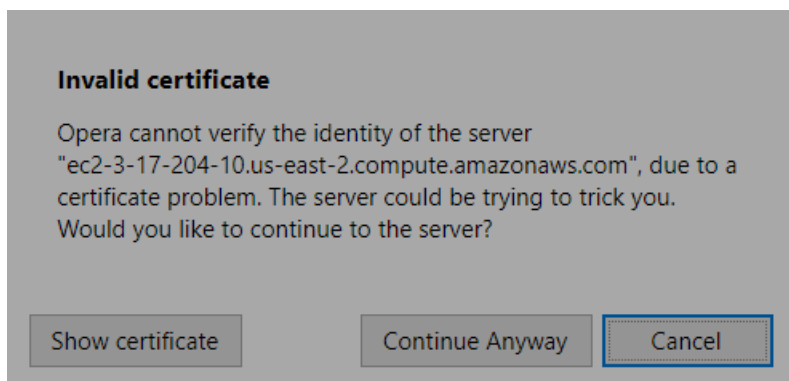 Invalid certificate
Opera cannot verify the identity of the server
"ec2-3-17-204-10.us-east-2.compute.amazonaws.com", due to a
certificate problem. The server could be trying to trick you.
Would you like to continue to the server?
Show certificate
Continue Anyway
Cancel